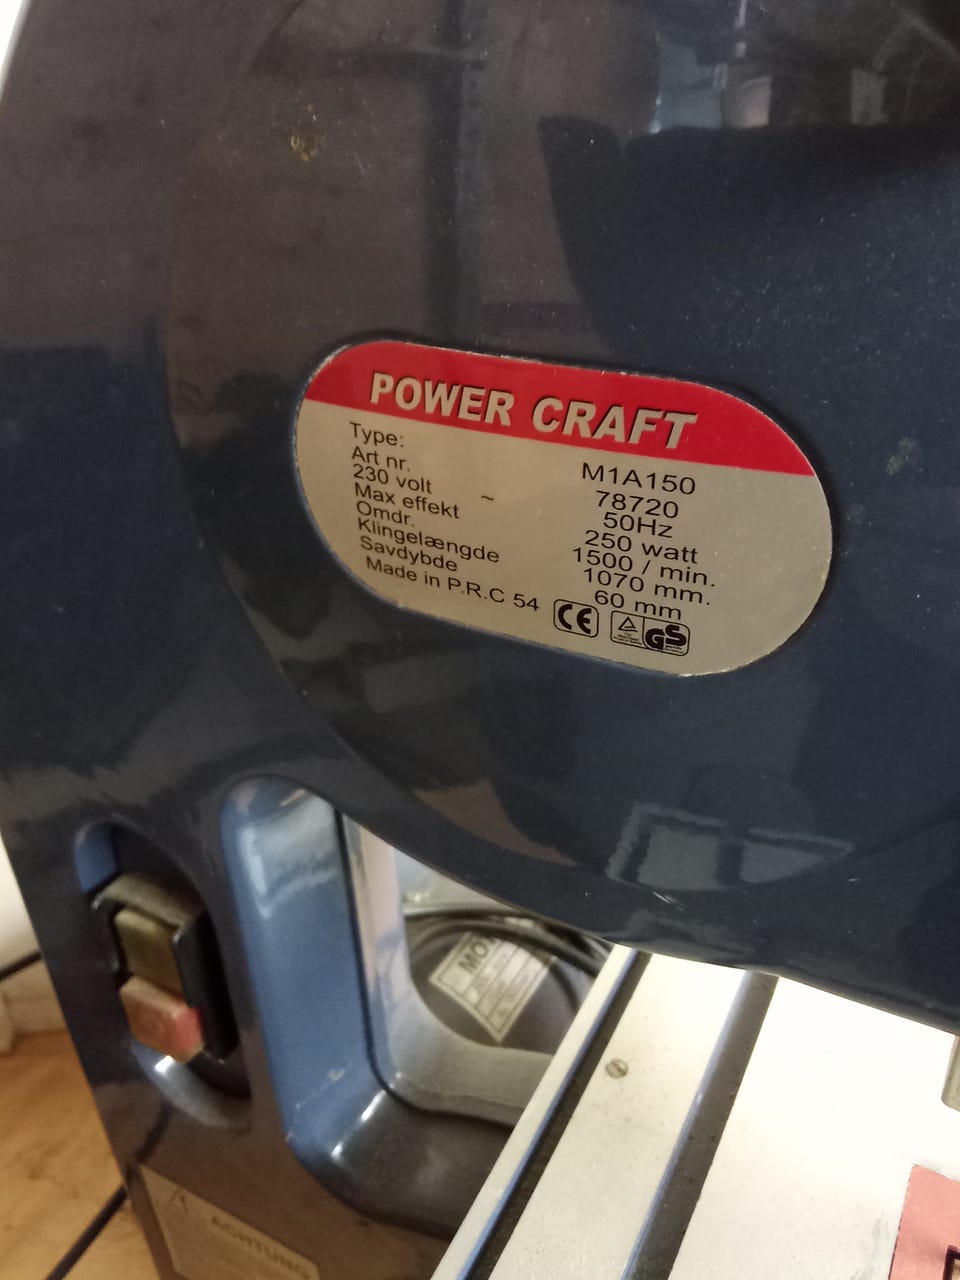 POWER CRAFT
Type: M1A150
Art nr. 78720
230 volt ~ 50Hz
Max effekt 250 watt
Omdr. 1500 / min.
Klingelængde 1070 mm.
Savdybde 60 mm
Made in P.R.C 54 CE GS
ACHTUNG